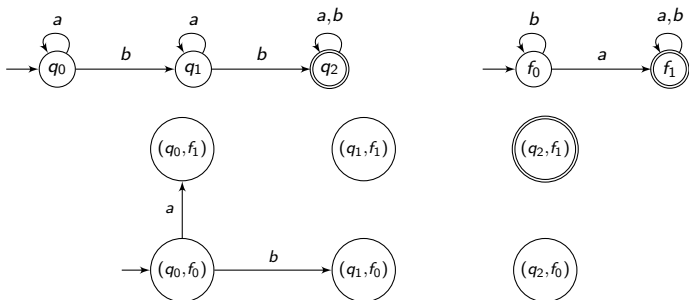 a a a,b b a,b
q0 b q1 b q2 f0 a f1
(q0,f1) (q1,f1) (q2,f1)
a
b
(q0,f0) (q1,f0) (q2,f0)